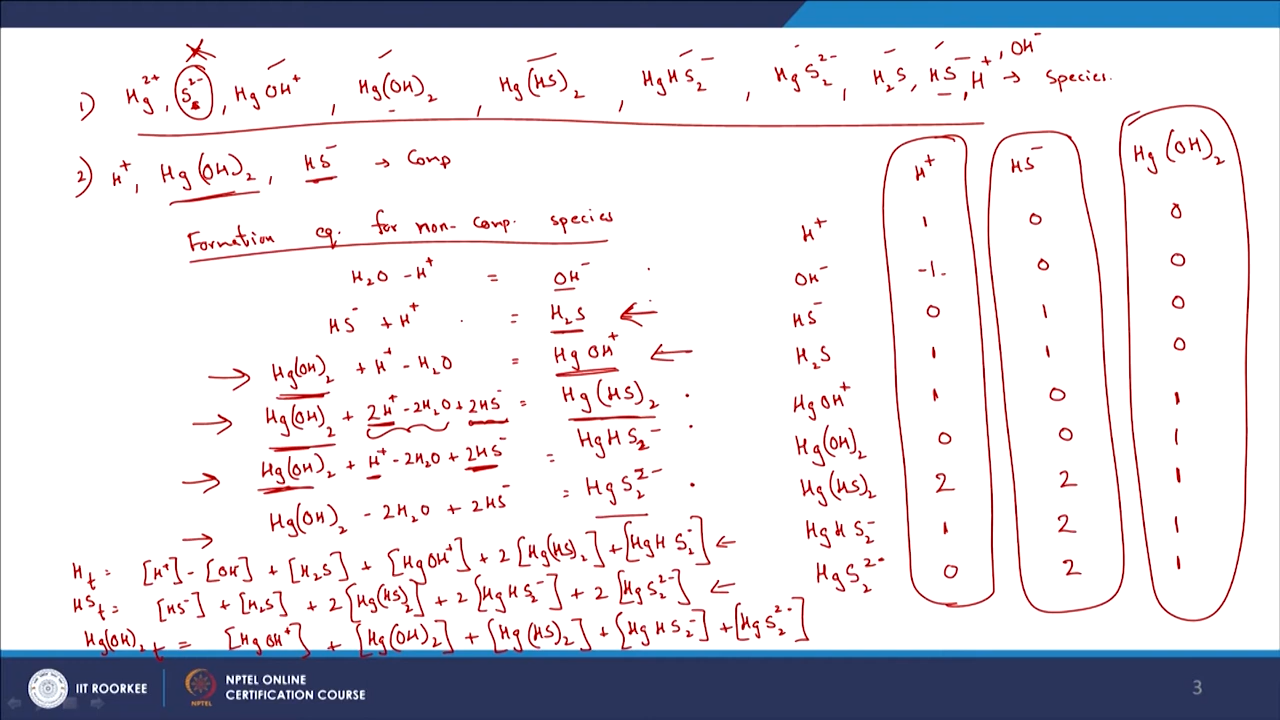 1) Hg²⁺, S²⁻, HgOH⁺, Hg(OH)₂, Hg(HS)₂, HgHS₂⁻, HgS₂²⁻, H₂S, HS⁻, H⁺, OH⁻ → Species.
2) H⁺, Hg(OH)₂, HS⁻ → Comp
Formation eq. for non-comp. species
H₂O - H⁺ = OH⁻
HS⁻ + H⁺ = H₂S ←
→ Hg(OH)₂ + H⁺ - H₂O = HgOH⁺ ←
→ Hg(OH)₂ + 2H⁺ - 2H₂O + 2HS⁻ = Hg(HS)₂
→ Hg(OH)₂ + H⁺ - 2H₂O + 2HS⁻ = HgHS₂⁻
→ Hg(OH)₂ - 2H₂O + 2HS⁻ = HgS₂²⁻
H⁺ HS⁻ Hg(OH)₂
H⁺ 1 0 0
OH⁻ -1 0 0
HS⁻ 0 1 0
H₂S 1 1 0
HgOH⁺ 1 0 1
Hg(OH)₂ 0 0 1
Hg(HS)₂ 2 2 1
HgHS₂⁻ 1 2 1
HgS₂²⁻ 0 2 1
→ Hₜ = [H⁺] - [OH⁻] + [H₂S] + [HgOH⁺] + 2[Hg(HS)₂] + [HgHS₂⁻] ←
HSₜ = [HS⁻] + [H₂S] + 2[Hg(HS)₂] + 2[HgHS₂⁻] + 2[HgS₂²⁻] ←
Hg(OH)₂ₜ = [HgOH⁺] + [Hg(OH)₂] + [Hg(HS)₂] + [HgHS₂⁻] + [HgS₂²⁻]
IIT ROORKEE
NPTEL
NPTEL ONLINE
CERTIFICATION COURSE
3